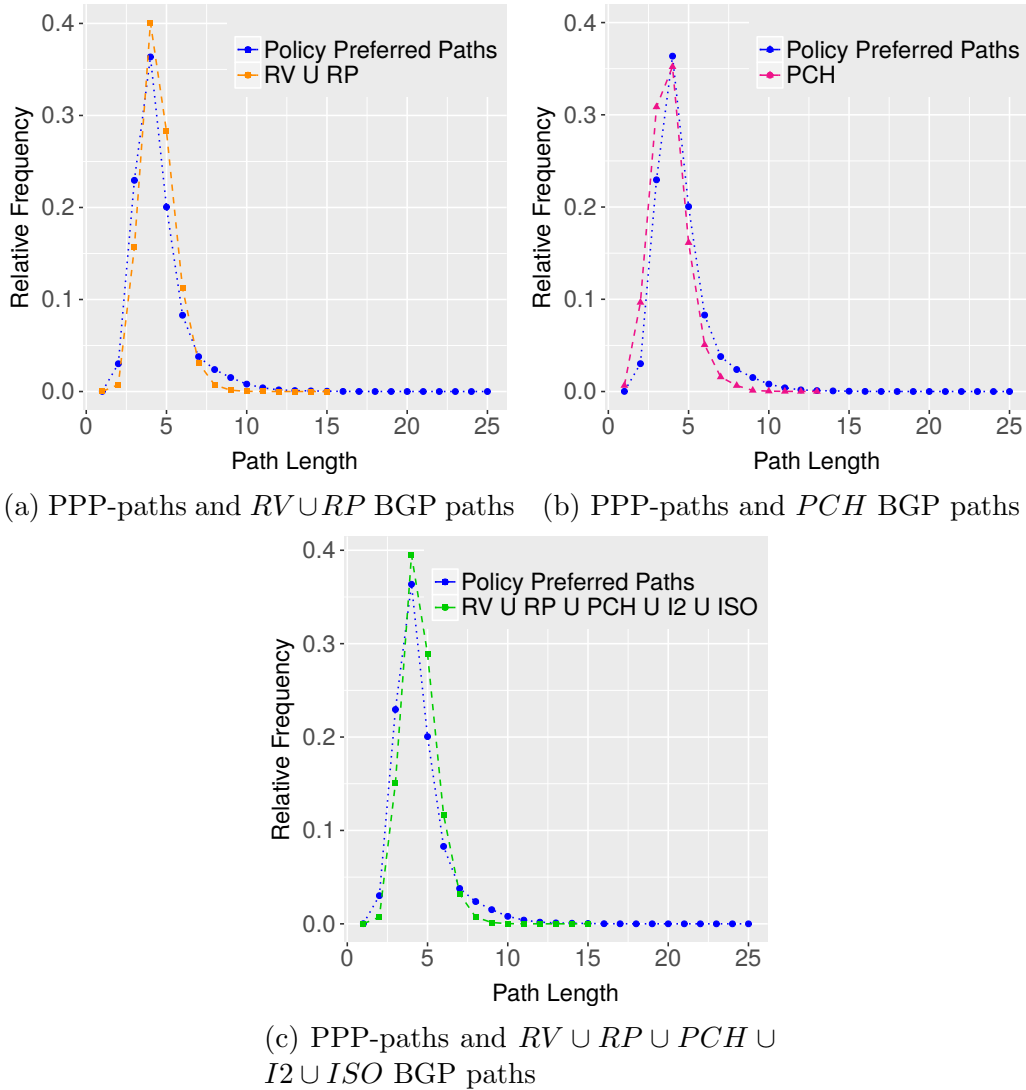 0.4
0.3
0.2
0.1
0.0
Relative Frequency
Policy Preferred Paths
RV U RP
0 5 10 15 20 25
Path Length
(a) PPP-paths and RV ∪ RP BGP paths
0.4
0.3
0.2
0.1
0.0
Relative Frequency
Policy Preferred Paths
PCH
0 5 10 15 20 25
Path Length
(b) PPP-paths and PCH BGP paths
0.4
0.3
0.2
0.1
0.0
Relative Frequency
Policy Preferred Paths
RV U RP U PCH U I2 U ISO
0 5 10 15 20 25
Path Length
(c) PPP-paths and RV ∪ RP ∪ PCH ∪
I2 ∪ ISO BGP paths